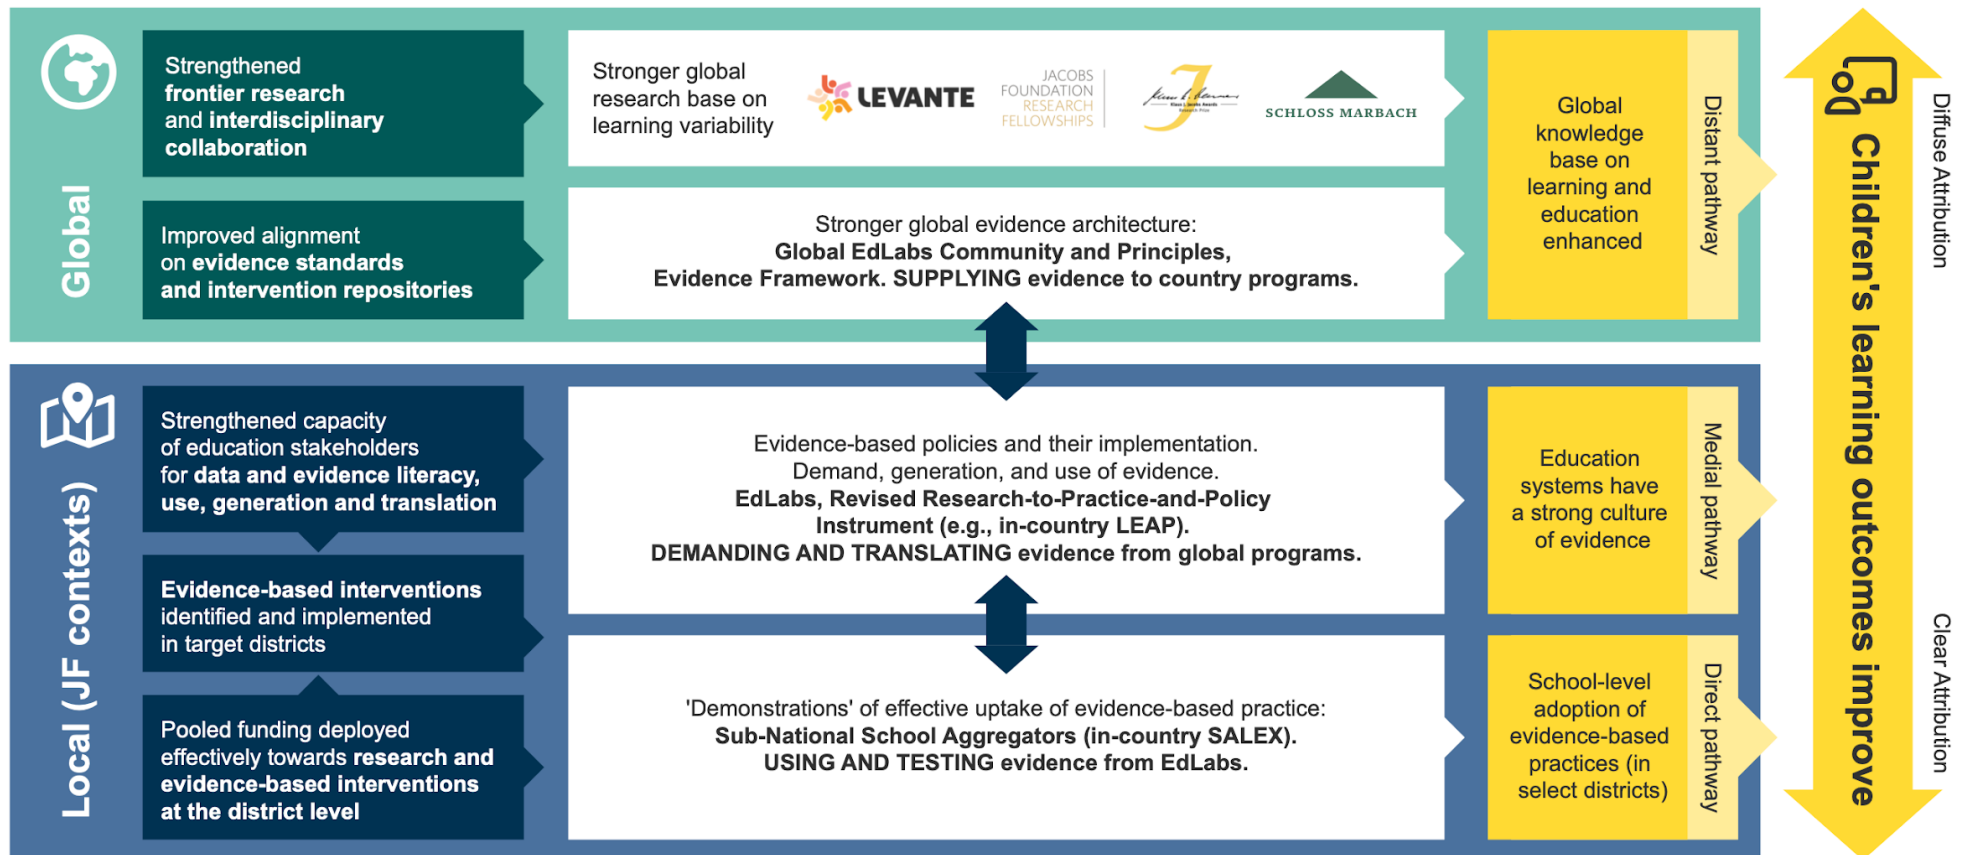 Global
Strengthened
frontier research
and interdisciplinary
collaboration
Stronger global
research base on
learning variability
LEVANTE
JACOBS
FOUNDATION
RESEARCH
FELLOWSHIPS
J
Klaus J. Jacobs Awards
Research Prize
SCHLOSS MARBACH
Improved alignment
on evidence standards
and intervention repositories
Stronger global evidence architecture:
Global EdLabs Community and Principles,
Evidence Framework. SUPPLYING evidence to country programs.
Global
knowledge
base on
learning and
education
enhanced
Distant pathway
Local (JF contexts)
Strengthened capacity
of education stakeholders
for data and evidence literacy,
use, generation and translation
Evidence-based interventions
identified and implemented
in target districts
Pooled funding deployed
effectively towards research and
evidence-based interventions
at the district level
Evidence-based policies and their implementation.
Demand, generation, and use of evidence.
EdLabs, Revised Research-to-Practice-and-Policy
Instrument (e.g., in-country LEAP).
DEMANDING AND TRANSLATING evidence from global programs.
'Demonstrations' of effective uptake of evidence-based practice:
Sub-National School Aggregators (in-country SALEX).
USING AND TESTING evidence from EdLabs.
Education
systems have
a strong culture
of evidence
Medial pathway
School-level
adoption of
evidence-based
practices (in
select districts)
Direct pathway
Children's learning outcomes improve
Diffuse Attribution
Clear Attribution